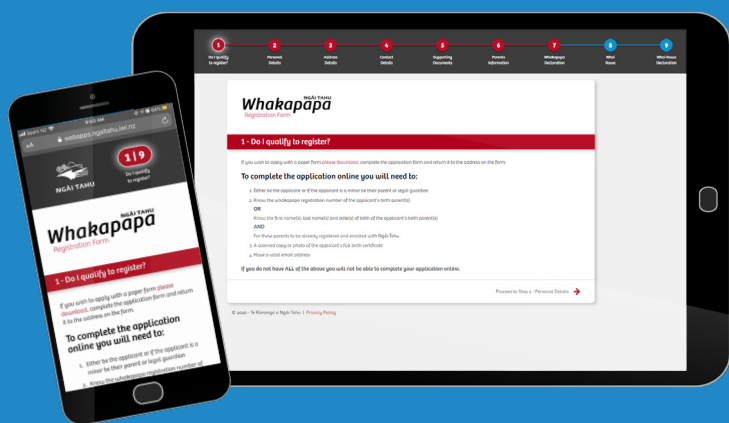 Spark NZ
9:59 AM
64%
AA
webapps.ngaitahu.iwi.nz
NGĀI TAHU
1|9
Do I qualify
to register?
NGĀI TAHU
Whakapapa
Registration Form
1 - Do I qualify to register?
If you wish to apply with a paper form please
download, complete the application form and return
it to the address on the form.
To complete the application
online you will need to:
1. Either be the applicant or if the applicant is a
minor be their parent or legal guardian
2. Know the whakapapa registration number of
1
Do I qualify
to register?
2
Personal
Details
3
Address
Details
4
Contact
Details
5
Supporting
Documents
6
Parents
Information
7
Whakapapa
Declaration
8
Whai
Rawa
9
Whai Rawa
Declaration
NGĀI TAHU
Whakapapa
Registration Form
1 - Do I qualify to register?
If you wish to apply with a paper form please download, complete the application form and return it to the address on the form.
To complete the application online you will need to:
1. Either be the applicant or if the applicant is a minor be their parent or legal guardian
2. Know the whakapapa registration number of the applicant's birth parent(s)
OR
Know the first name(s), last name(s) and date(s) of birth of the applicant's birth parent(s)
AND
For these parents to be already registered and enrolled with Ngāi Tahu
3. A scanned copy or photo of the applicant's full birth certificate
4. Have a valid email address
If you do not have ALL of the above you will not be able to complete your application online.
Proceed to Step 2 - Personal Details
© 2020 - Te Rūnanga o Ngāi Tahu | Privacy Policy